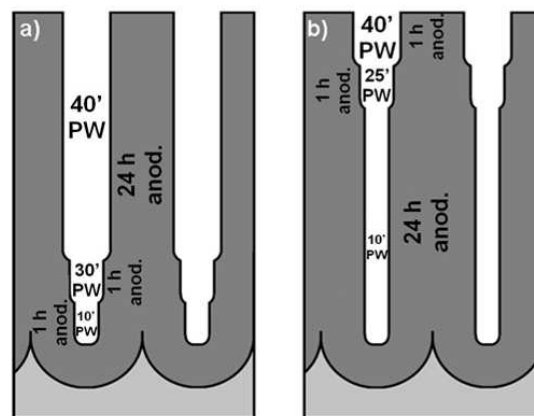 a)
40'
PW
24 h
anod.
30'
PW
1 h
anod.
1 h
anod.
10'
PW
b)
40'
PW
1 h
anod.
25'
PW
1 h
anod.
24 h
anod.
10'
PW